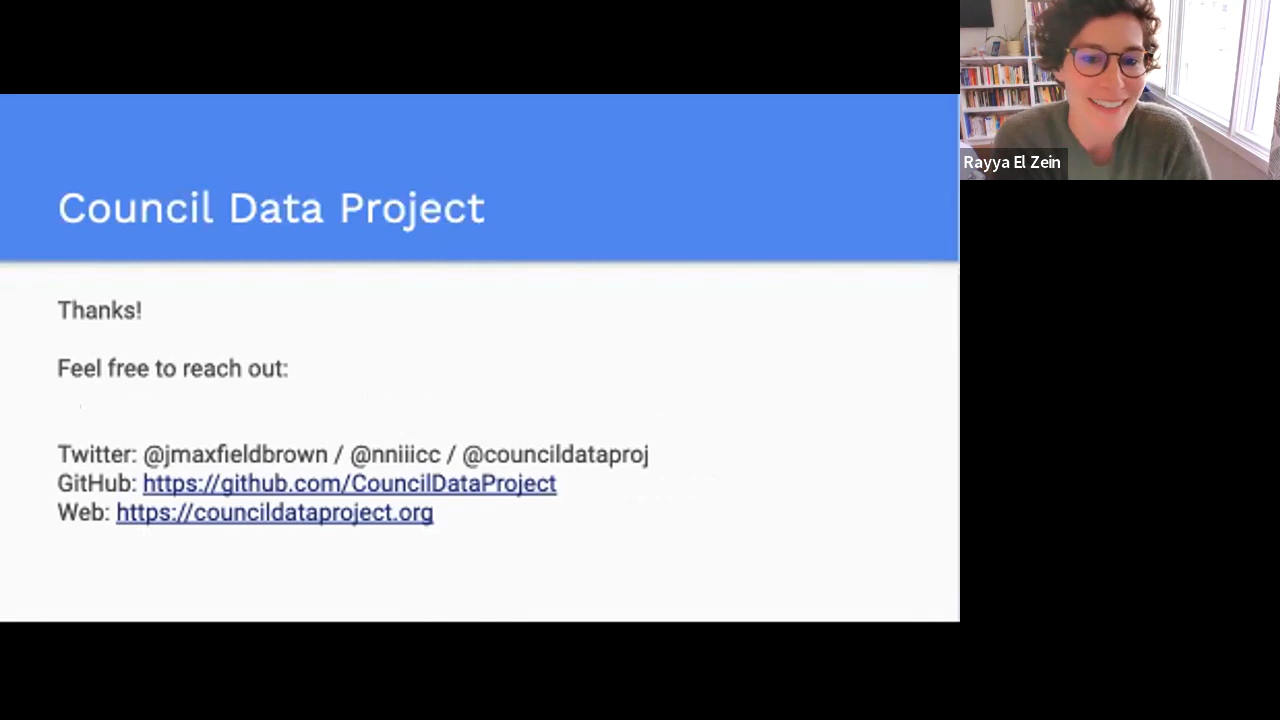 Council Data Project
Thanks!
Feel free to reach out:
Twitter: @jmaxfieldbrown / @nniiicc / @councildataproj
GitHub: https://github.com/CouncilDataProject
Web: https://councildataproject.org
Rayya El Zein